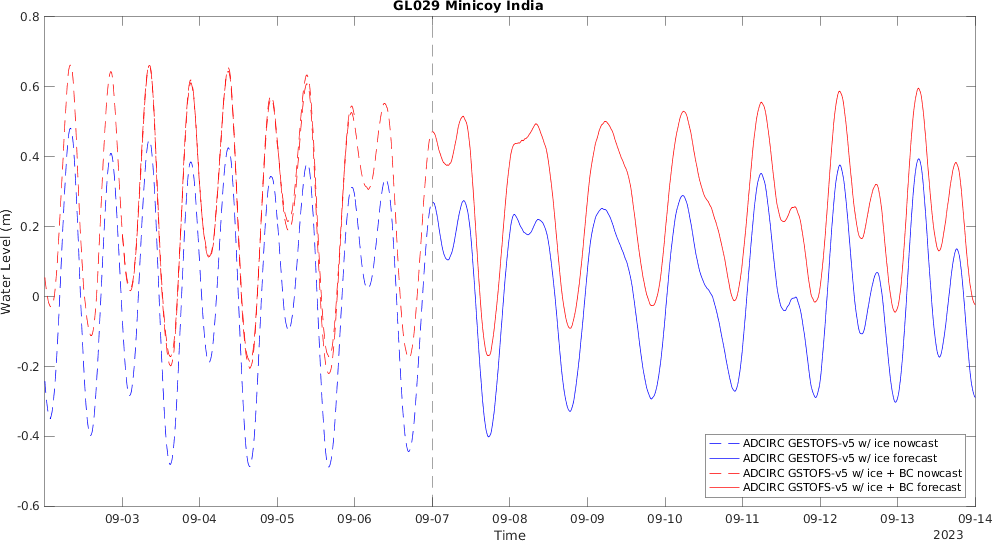 GL029 Minicoy India
0.8
0.6
0.4
0.2
0
-0.2
-0.4
-0.6
Water Level (m)
ADCIRC GESTOFS-v5 w/ ice nowcast
ADCIRC GESTOFS-v5 w/ ice forecast
ADCIRC GSTOFS-v5 w/ ice + BC nowcast
ADCIRC GSTOFS-v5 w/ ice + BC forecast
09-03 09-04 09-05 09-06 09-07 09-08 09-09 09-10 09-11 09-12 09-13 09-14
Time
2023